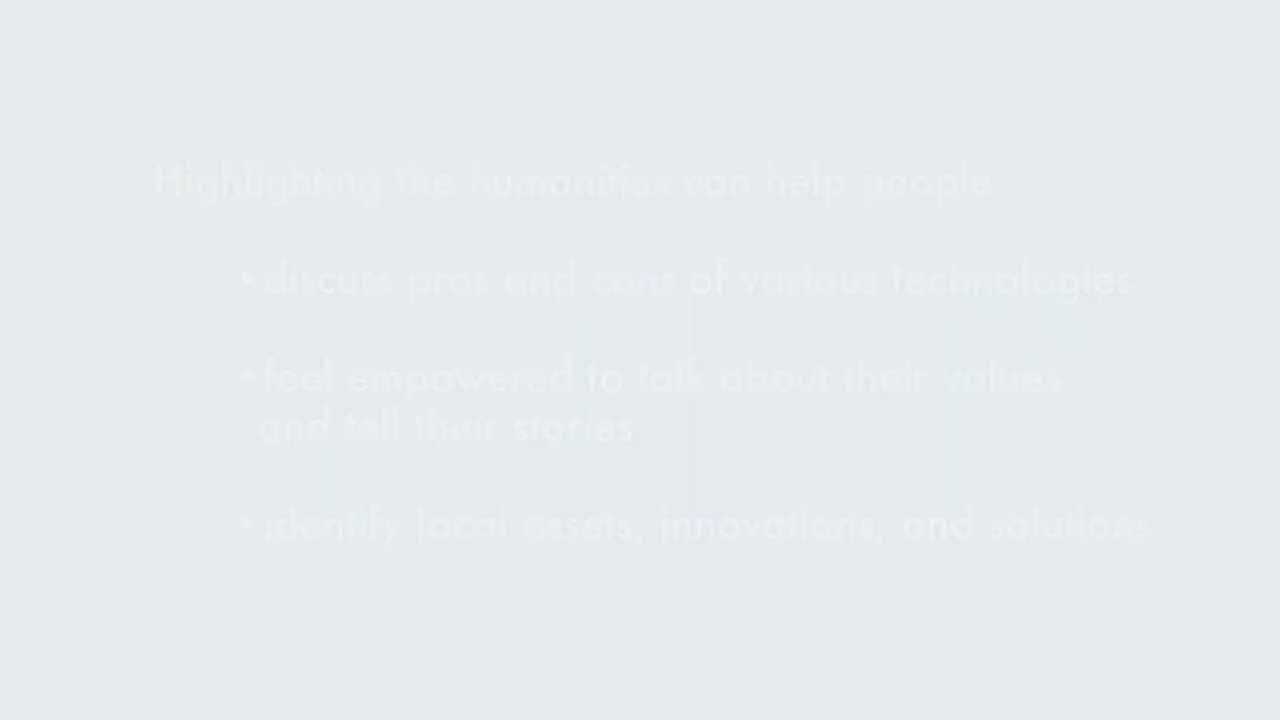 Highlighting the humanities can help people
• discuss pros and cons of various technologies
• feel empowered to talk about their values
and tell their stories
• identify local assets, innovations, and solutions